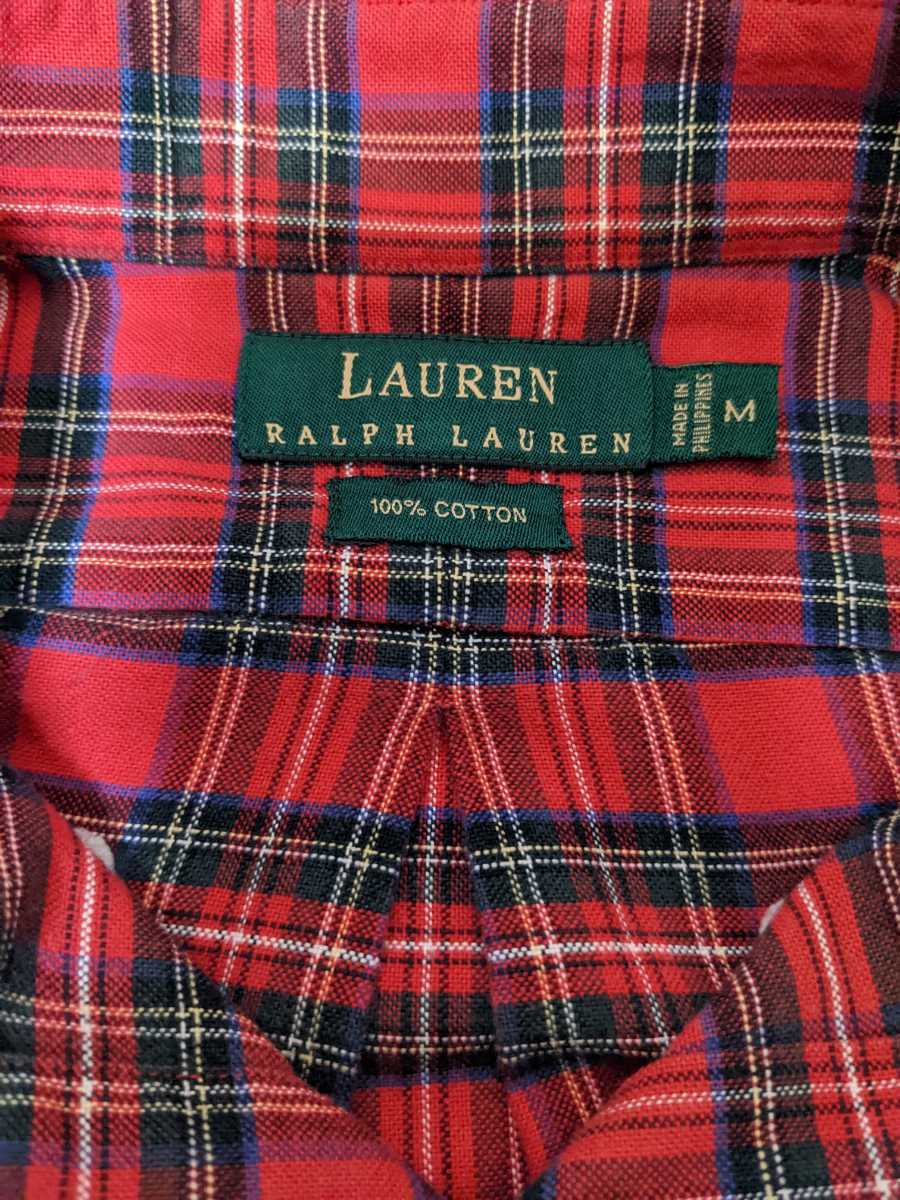 LAUREN
RALPH LAUREN
MADE IN
PHILIPPINES
M
100% COTTON